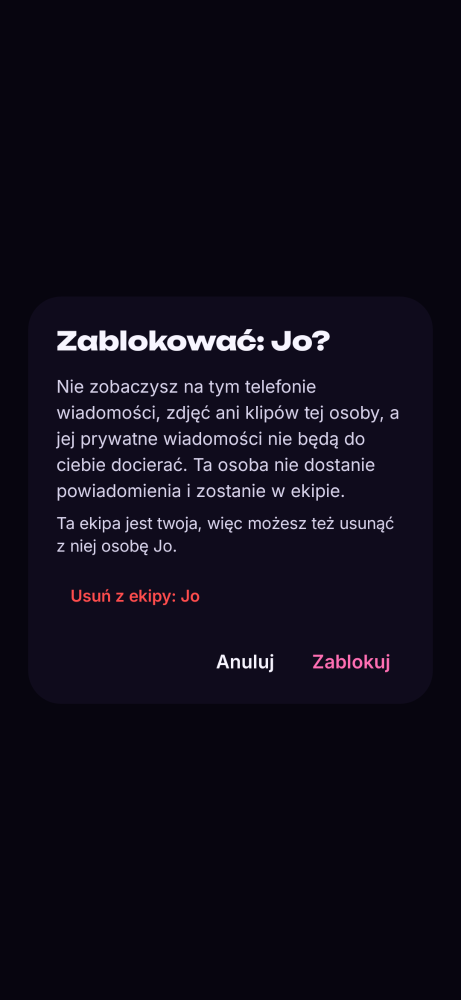 Zablokować: Jo?
Nie zobaczysz na tym telefonie
wiadomości, zdjęć ani klipów tej osoby, a
jej prywatne wiadomości nie będą do
ciebie docierać. Ta osoba nie dostanie
powiadomienia i zostanie w ekipie.
Ta ekipa jest twoja, więc możesz też usunąć
z niej osobę Jo.
Usuń z ekipy: Jo
Anuluj Zablokuj